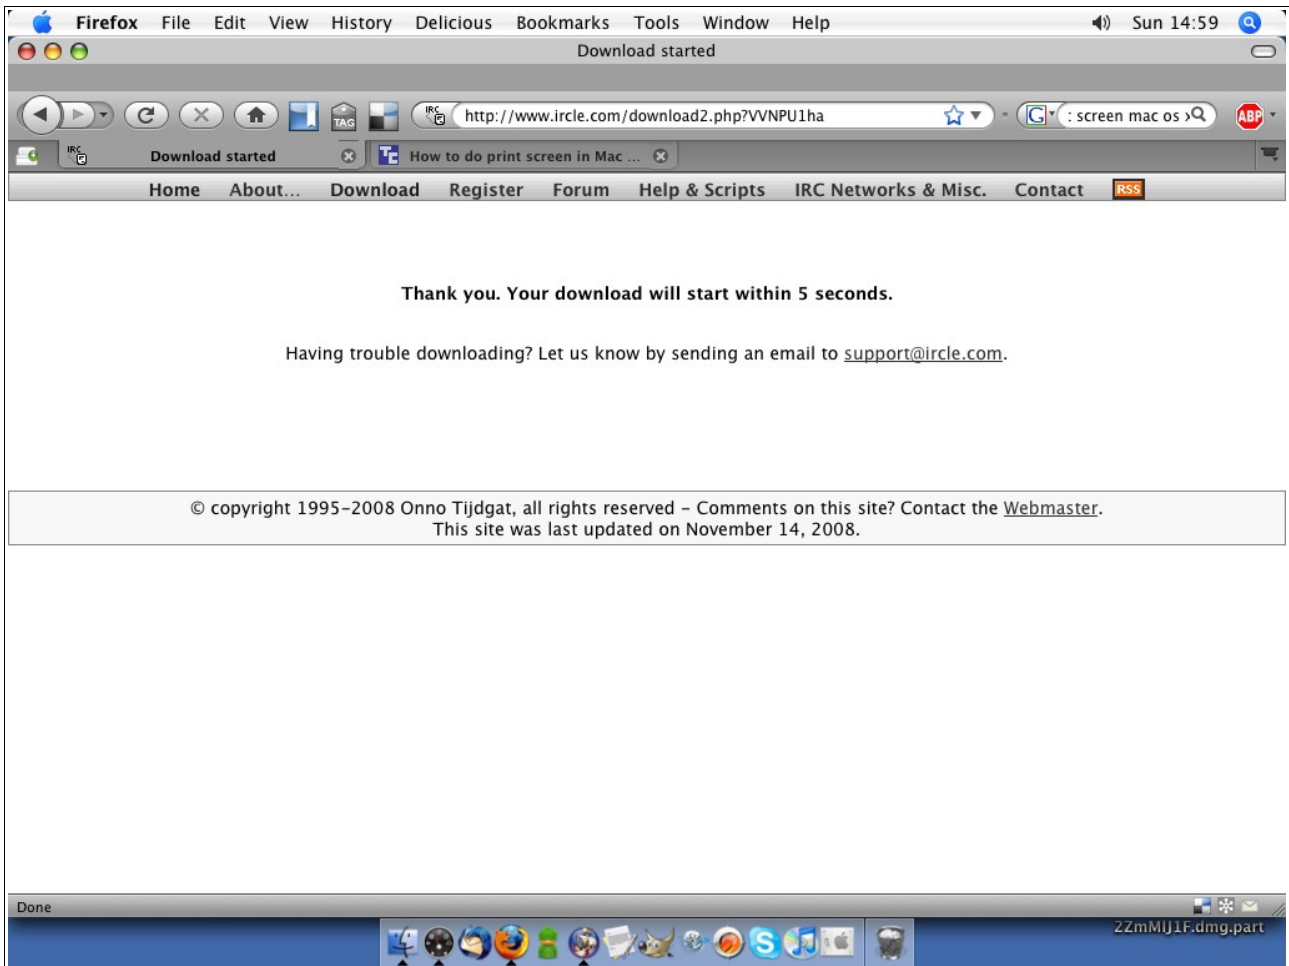 Firefox File Edit View History Delicious Bookmarks Tools Window Help Sun 14:59
Download started
IRC http://www.ircle.com/download2.php?VVNPU1ha G : screen mac os ABP
TAG
IRC Download started TC How to do print screen in Mac ...
Home About... Download Register Forum Help & Scripts IRC Networks & Misc. Contact RSS
Thank you. Your download will start within 5 seconds.
Having trouble downloading? Let us know by sending an email to support@ircle.com.
© copyright 1995–2008 Onno Tijdgat, all rights reserved – Comments on this site? Contact the Webmaster.
This site was last updated on November 14, 2008.
Done
2ZmMIJ1F.dmg.part